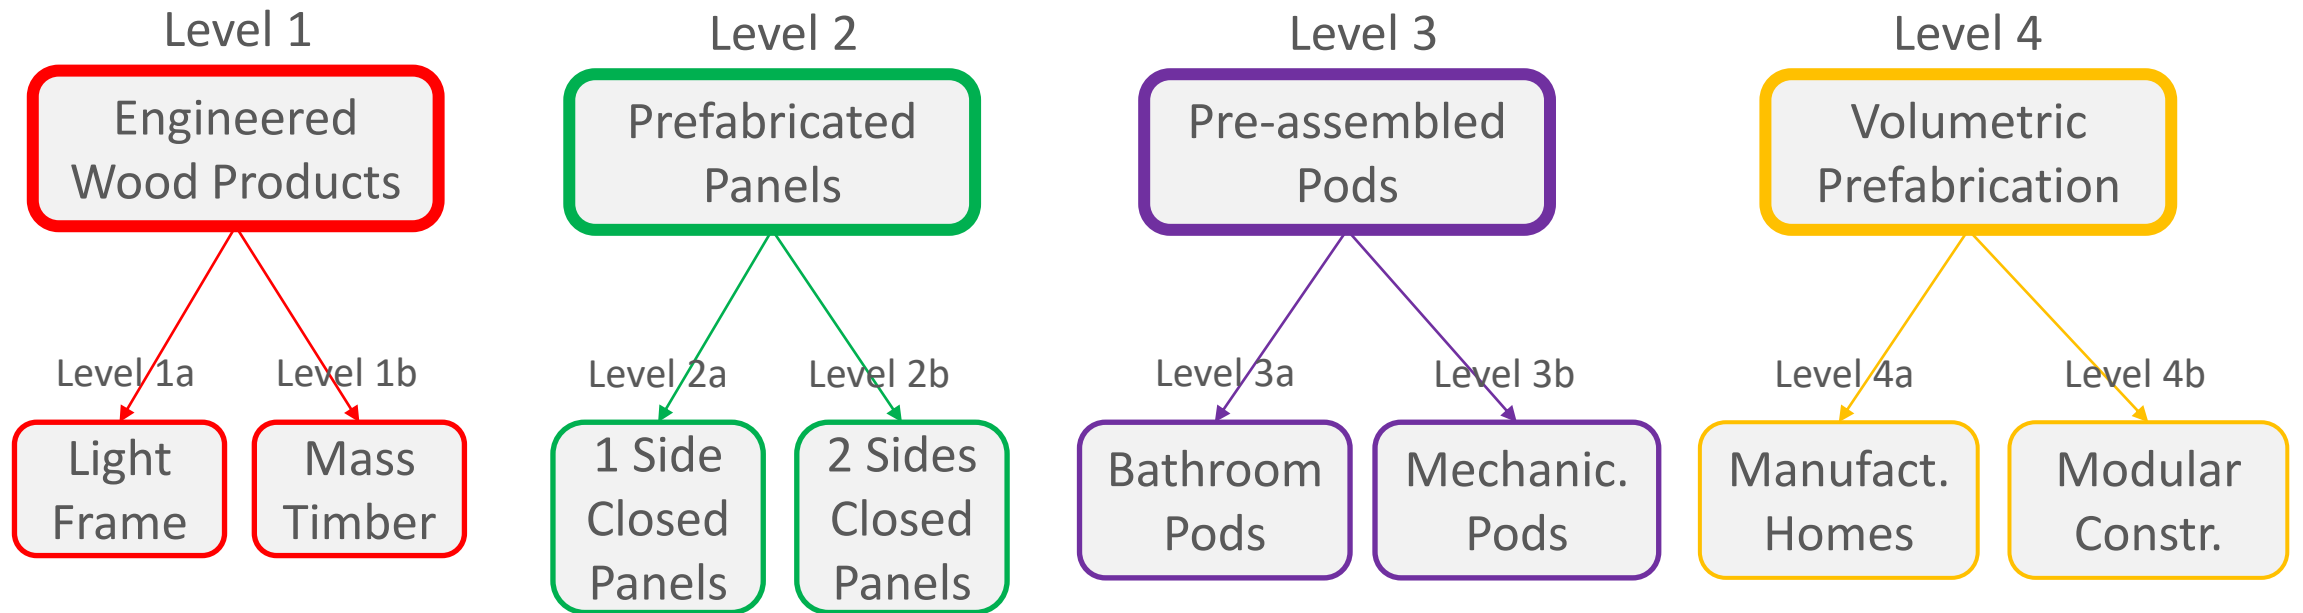 Level 1
Engineered
Wood Products
Level 1a
Level 1b
Light
Frame
Mass
Timber
Level 2
Prefabricated
Panels
Level 2a
Level 2b
1 Side
Closed
Panels
2 Sides
Closed
Panels
Level 3
Pre-assembled
Pods
Level 3a
Level 3b
Bathroom
Pods
Mechanic.
Pods
Level 4
Volumetric
Prefabrication
Level 4a
Level 4b
Manufact.
Homes
Modular
Constr.